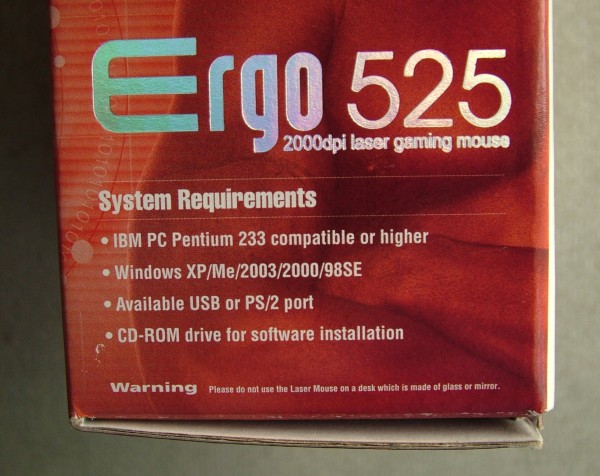 Ergo 525
2000dpi laser gaming mouse
System Requirements
• IBM PC Pentium 233 compatible or higher
• Windows XP/Me/2003/2000/98SE
• Available USB or PS/2 port
• CD-ROM drive for software installation
Warning Please do not use the Laser Mouse on a desk which is made of glass or mirror.